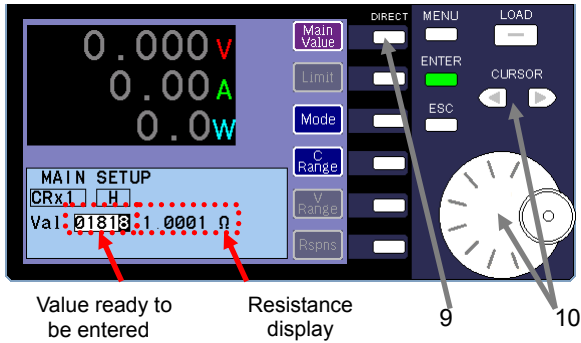 DIRECT MENU LOAD
0.000V
Main
Value
0.00A
Limit
ENTER
CURSOR
0.0W
Mode
ESC
C
Range
MAIN SETUP
CRx1 H
V
Range
Val 01818 1.0001 Ω
Rspns
Value ready to
be entered
Resistance
display
9
10